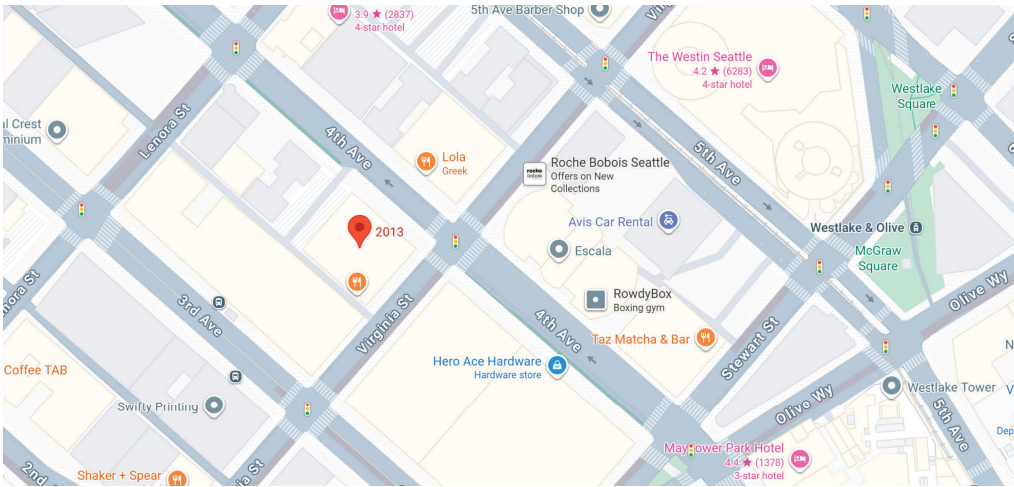 3.9 ★ (2837)
4-star hotel
5th Ave Barber Shop
The Westin Seattle
4.2 ★ (6283)
4-star hotel
Westlake
Square
Lenora St
4th Ave
Lola
Greek
Roche Bobois Seattle
Offers on New
Collections
roche
bobois
5th Ave
Avis Car Rental
Westlake & Olive
McGraw
Square
2013
Escala
RowdyBox
Boxing gym
3rd Ave
Virginia St
4th Ave
Taz Matcha & Bar
Stewart St
Olive Wy
Hero Ace Hardware
Hardware store
Coffee TAB
Swifty Printing
Olive Wy
Westlake Tower
5th Ave
Mayflower Park Hotel
4.4 ★ (1378)
3-star hotel
Shaker + Spear
2nd